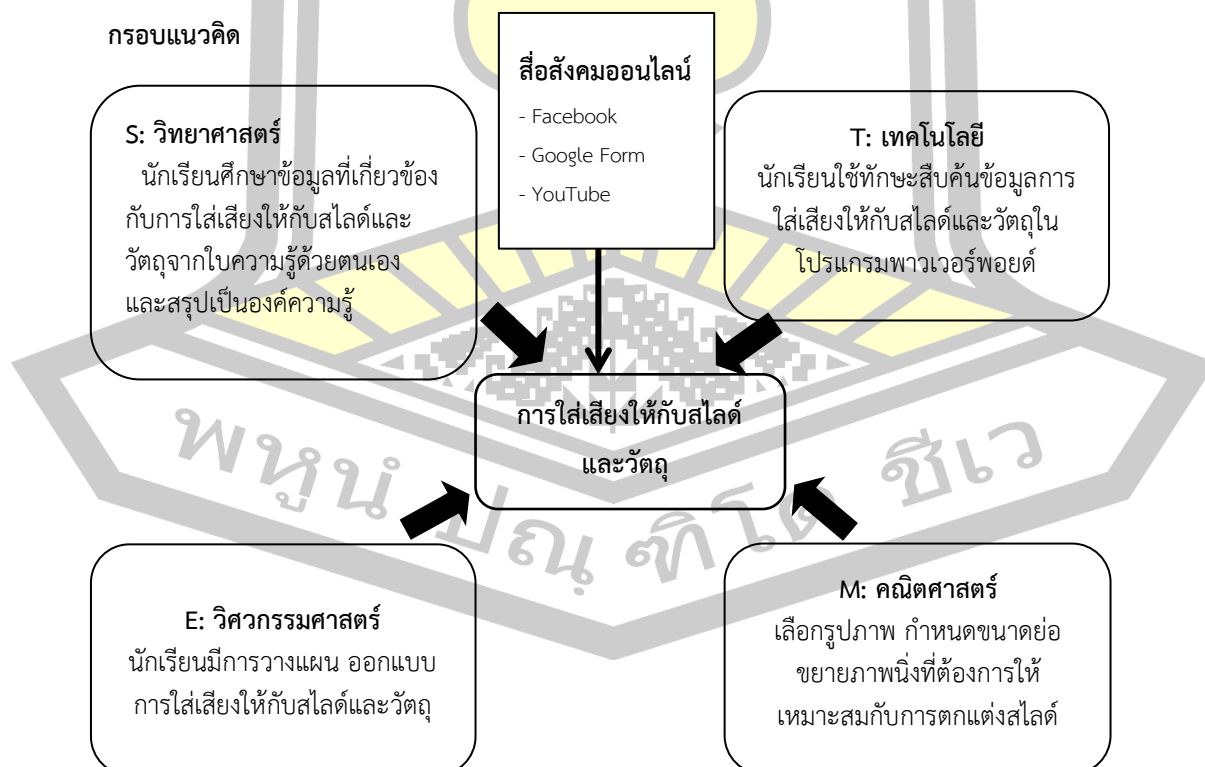 กรอบแนวคิด
สื่อสังคมออนไลน์
- Facebook
- Google Form
- YouTube
S: วิทยาศาสตร์
นักเรียนศึกษาข้อมูลที่เกี่ยวข้อง
กับการใส่เสียงให้กับสไลด์และ
วัตถุจากใบความรู้ด้วยตนเอง
และสรุปเป็นองค์ความรู้
T: เทคโนโลยี
นักเรียนใช้ทักษะสืบค้นข้อมูลการ
ใส่เสียงให้กับสไลด์และวัตถุใน
โปรแกรมพาวเวอร์พอยด์
การใส่เสียงให้กับสไลด์
และวัตถุ
พหูนํ ปณฺฑิโต ชีเว
E: วิศวกรรมศาสตร์
นักเรียนมีการวางแผน ออกแบบ
การใส่เสียงให้กับสไลด์และวัตถุ
M: คณิตศาสตร์
เลือกรูปภาพ กำหนดขนาดย่อ
ขยายภาพนิ่งที่ต้องการให้
เหมาะสมกับการตกแต่งสไลด์